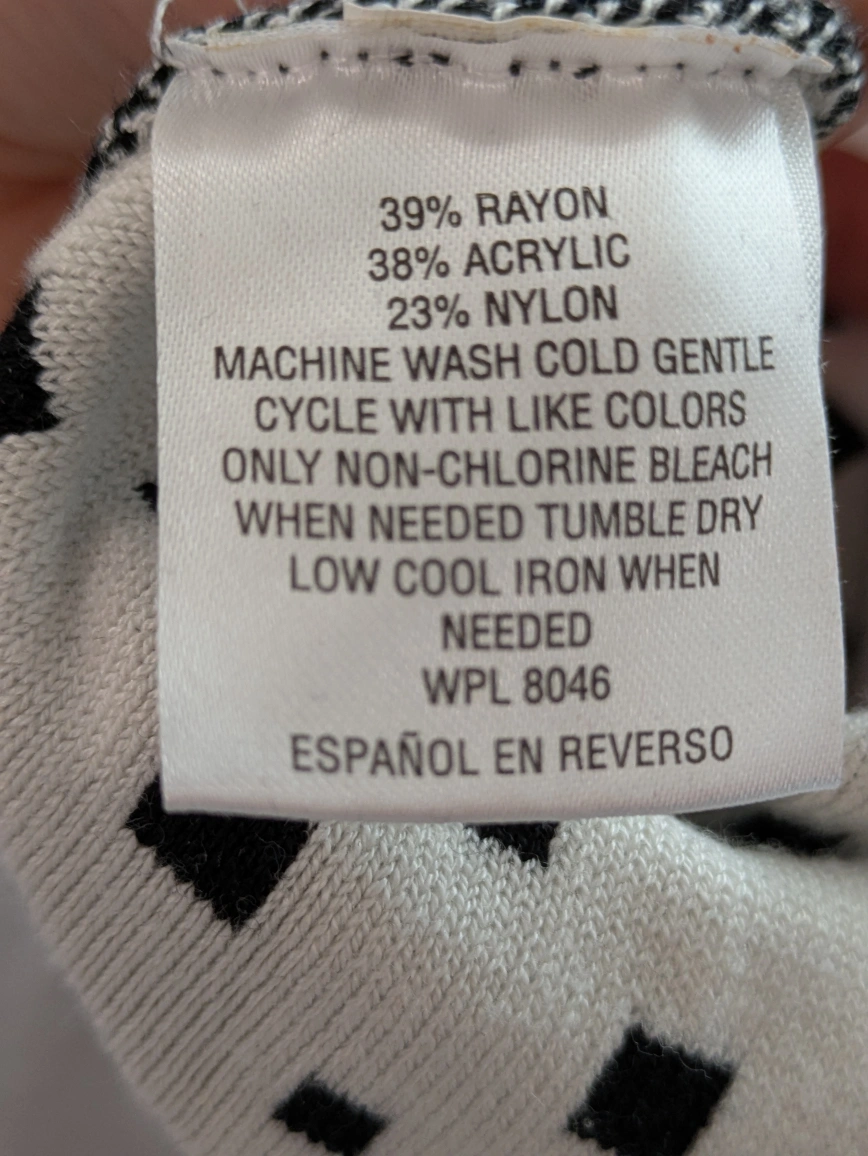 39% RAYON
38% ACRYLIC
23% NYLON
MACHINE WASH COLD GENTLE
CYCLE WITH LIKE COLORS
ONLY NON-CHLORINE BLEACH
WHEN NEEDED TUMBLE DRY
LOW COOL IRON WHEN
NEEDED
WPL 8046
ESPAÑOL EN REVERSO